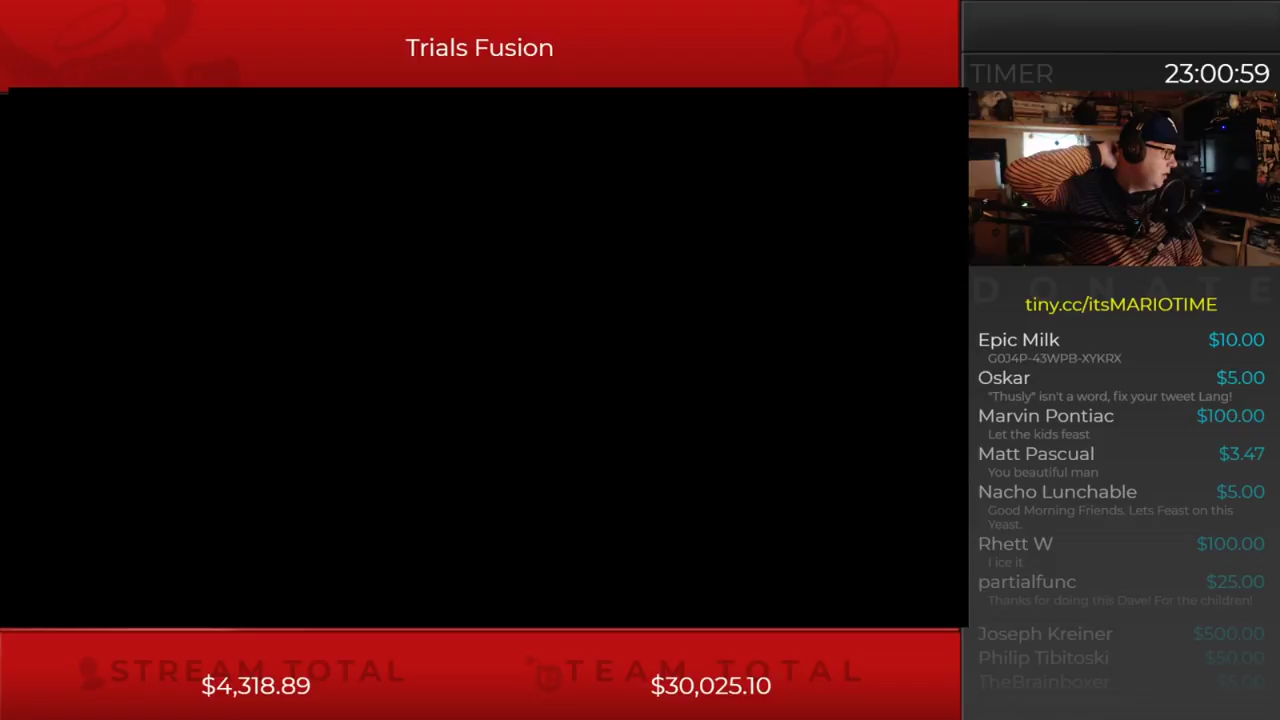 Trials Fusion
TIMER
23:00:59
DONATE
tiny.cc/itsMARIOTIME
Epic Milk $10.00
G0J4P-43WPB-XYKRX
Oskar $5.00
"Thusly" isn't a word, fix your tweet Lang!
Marvin Pontiac $100.00
Let the kids feast
Matt Pascual $3.47
You beautiful man
Nacho Lunchable $5.00
Good Morning Friends. Lets Feast on this
Yeast.
Rhett W $100.00
I ice it
partialfunc $25.00
Thanks for doing this Dave! For the children!
Joseph Kreiner $500.00
Philip Tibitoski $50.00
TheBrainboxer $5.00
STREAM TOTAL
$4,318.89
TEAM TOTAL
$30,025.10